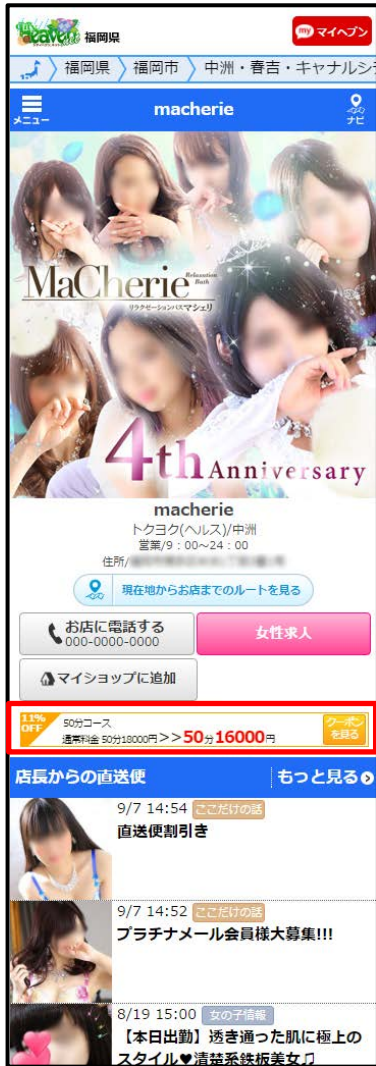 Heaven 福岡県
my マイヘブン
福岡県 〉 福岡市 〉 中洲・春吉・キャナルシ
メニュー
macherie
ナビ
MaCherie
Relaxation
Bath
リラクゼーションバスマシェリ
4th Anniversary
macherie
トクヨク(ヘルス)/中洲
営業/9:00～24:00
住所/
現在地からお店までのルートを見る
お店に電話する
000-0000-0000
女性求人
マイショップに追加
11%
OFF
50分コース
通常料金 50分18000円>>50分16000円
クーポン
を見る
店長からの直送便
もっと見る
9/7 14:54 ここだけの話
直送便割引き
9/7 14:52 ここだけの話
プラチナメール会員様大募集!!!
8/19 15:00 女の子情報
【本日出勤】透き通った肌に極上の
スタイル♥清楚系鉄板美女♫